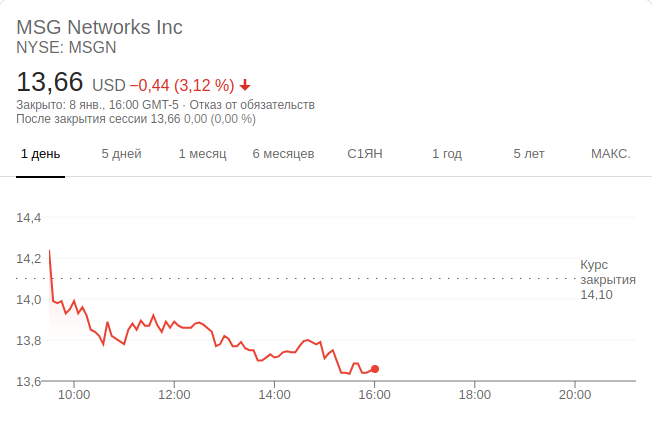 MSG Networks Inc
NYSE: MSGN
13,66 USD −0,44 (3,12 %)
Закрыто: 8 янв., 16:00 GMT-5 · Отказ от обязательств
После закрытия сессии 13,66 0,00 (0,00 %)
1 день 5 дней 1 месяц 6 месяцев С1ЯН 1 год 5 лет МАКС.
14,4
14,2
Курс
закрытия
14,10
14,0
13,8
13,6
10:00 12:00 14:00 16:00 18:00 20:00